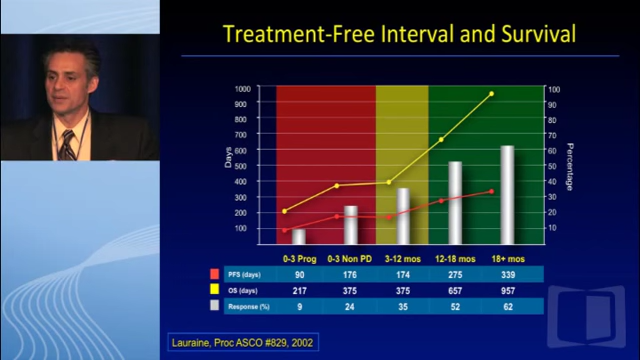 Treatment-Free Interval and Survival
1000 100
900 90
800 80
700 70
600 60
500 50
400 40
300 30
200 20
100 10
Days
Percentage
0-3 Prog 0-3 Non PD 3-12 mos 12-18 mos 18+ mos
PFS (days) 90 176 174 275 339
OS (days) 217 375 375 657 957
Response (%) 9 24 35 52 62
Lauraine, Proc ASCO #829, 2002